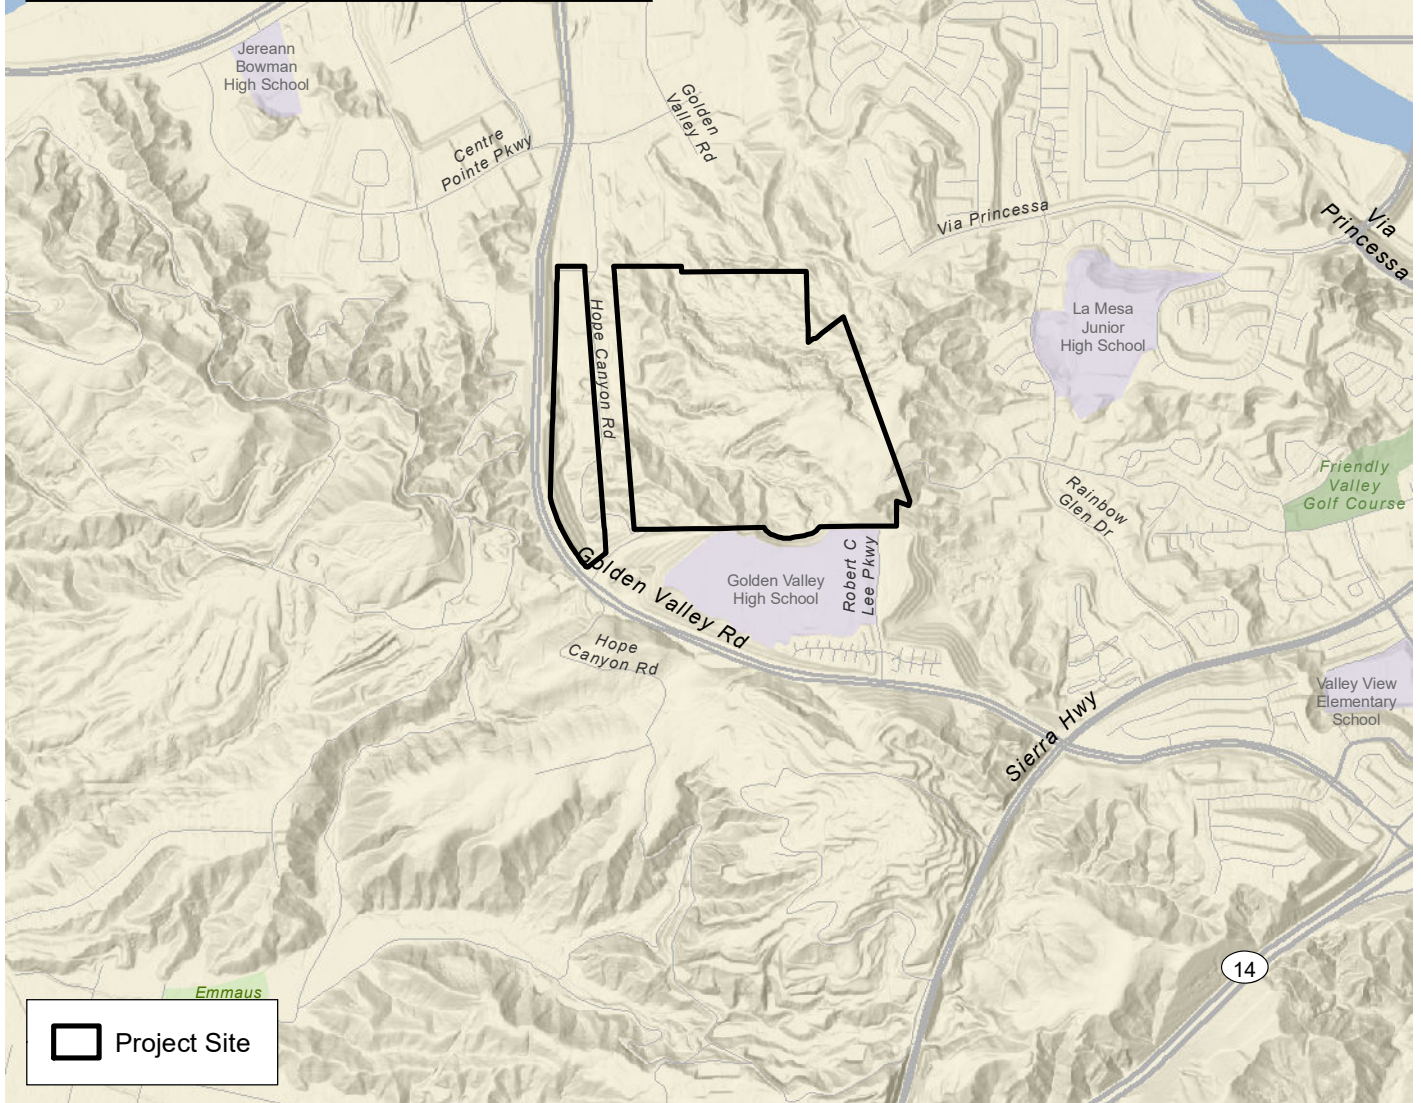 Jereann
Bowman
High School
Golden
Valley Rd
Centre
Pointe Pkwy
Via Princessa
Via
Princessa
La Mesa
Junior
High School
Hope Canyon Rd
Friendly
Valley
Golf Course
Rainbow
Glen Dr
Golden Valley Rd
Golden Valley
High School
Robert C
Lee Pkwy
Hope
Canyon Rd
Valley View
Elementary
School
Sierra Hwy
14
Emmaus
Project Site